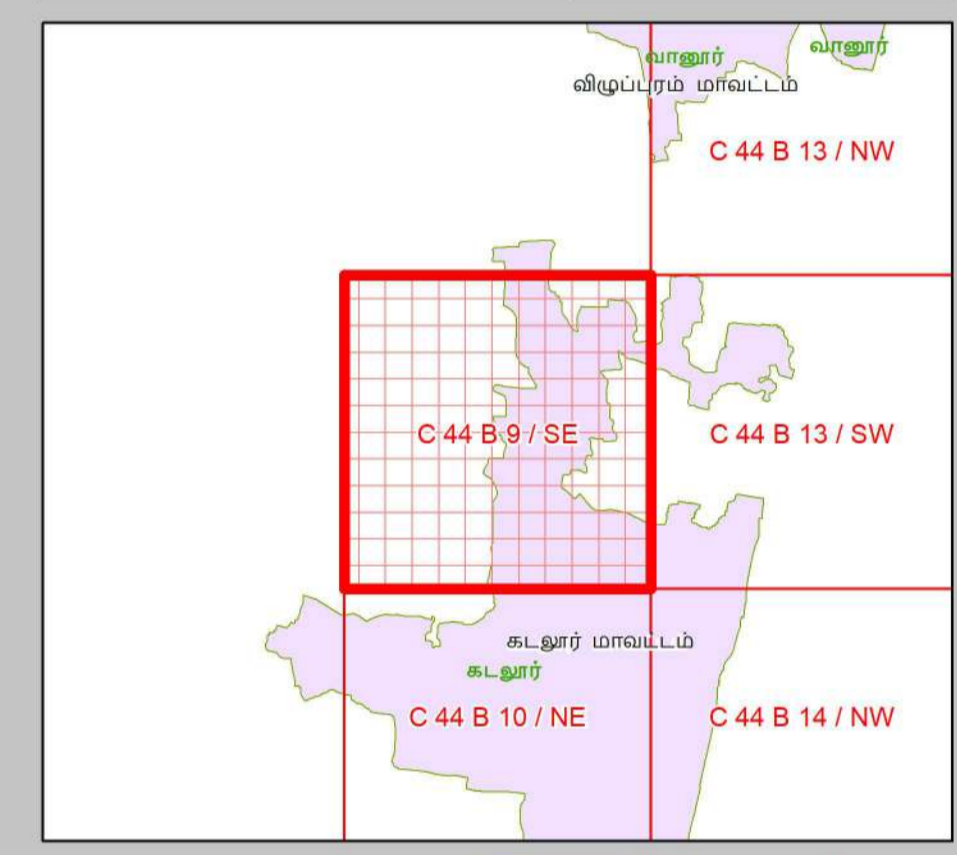 வானூர்
வானூர்
விழுப்புரம் மாவட்டம்
C 44 B 13 / NW
C 44 B 9 / SE
C 44 B 13 / SW
கடலூர் மாவட்டம்
கடலூர்
C 44 B 10 / NE
C 44 B 14 / NW